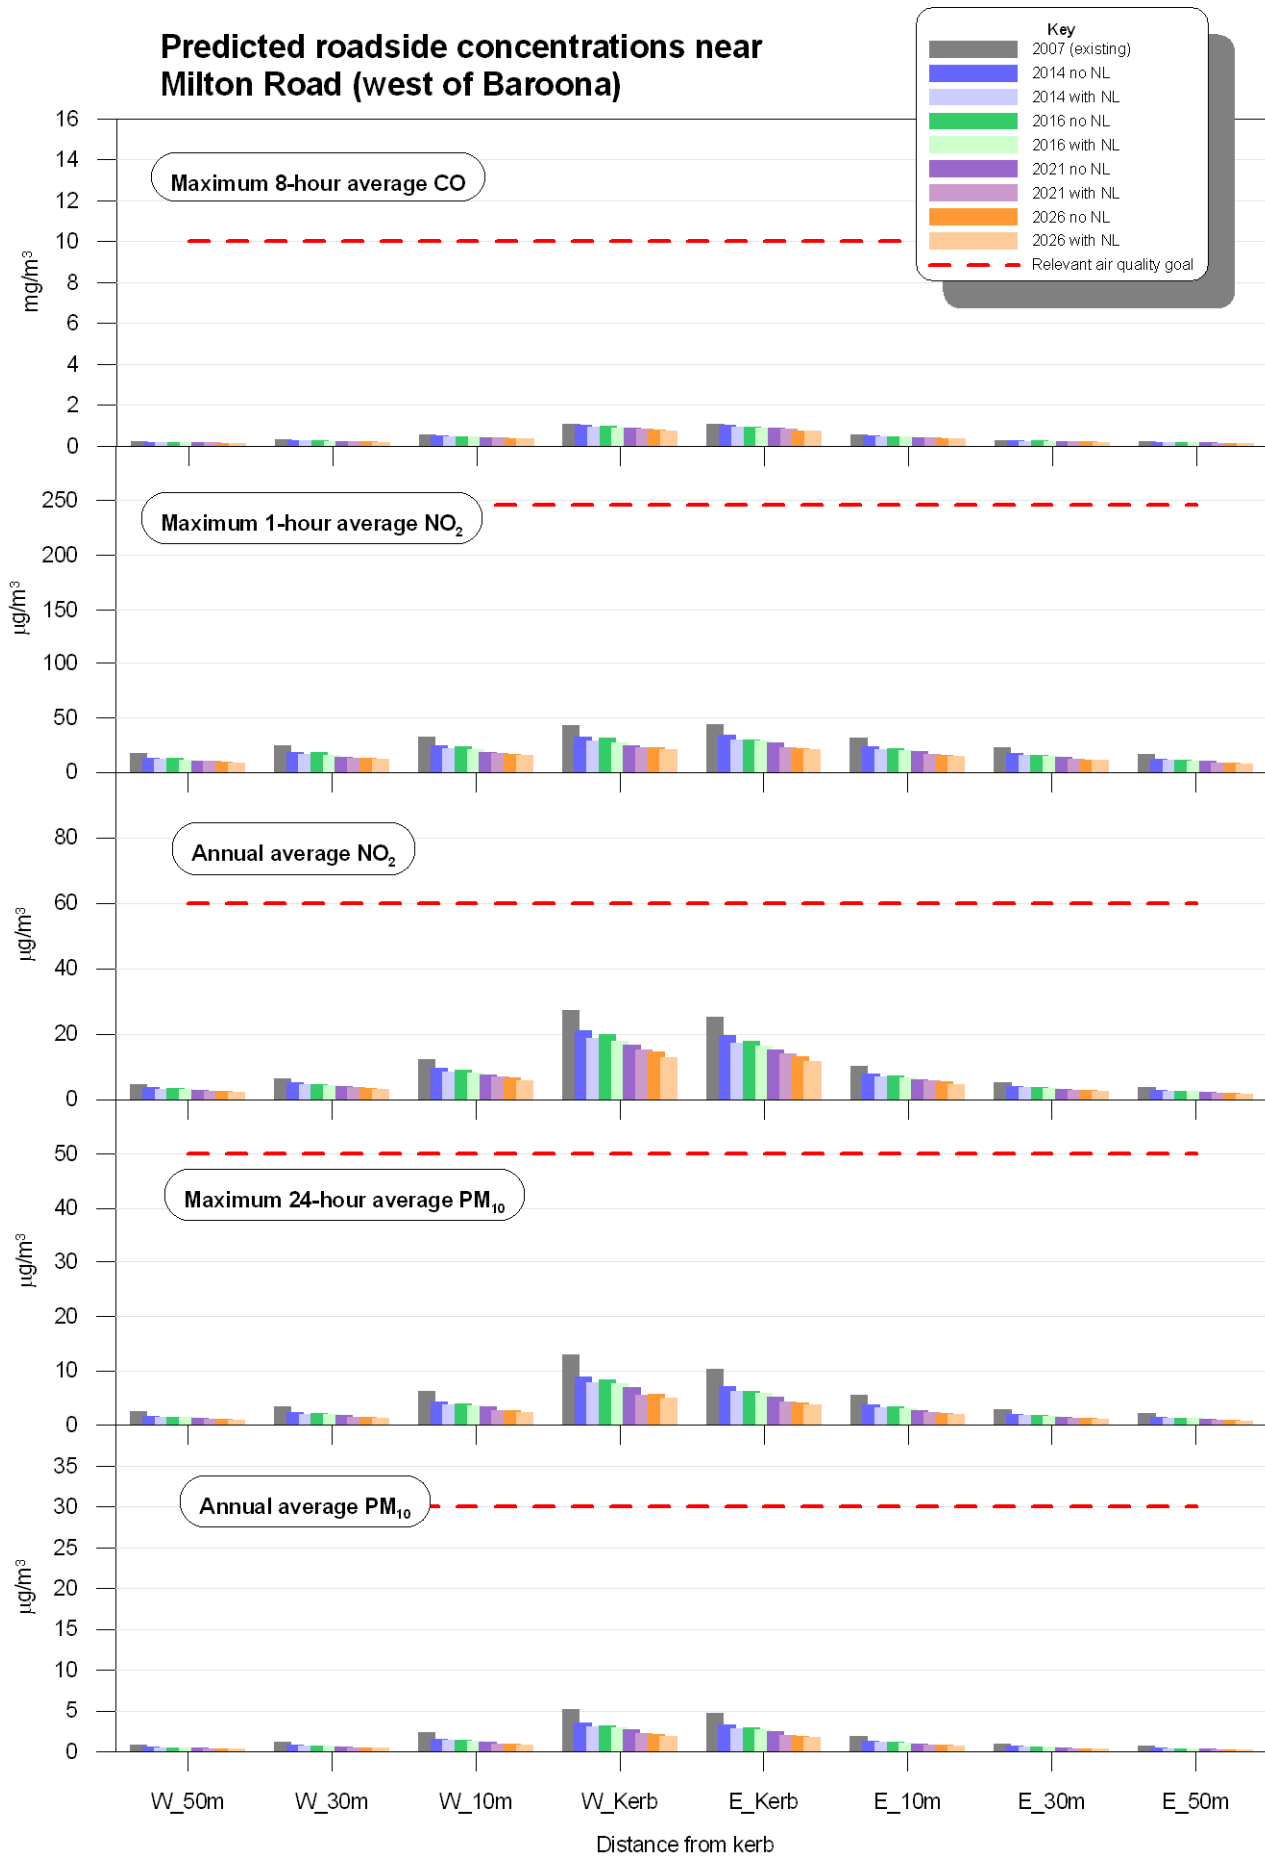 Predicted roadside concentrations near
Milton Road (west of Baroona)
Key
2007 (existing)
2014 no NL
2014 with NL
2016 no NL
2016 with NL
2021 no NL
2021 with NL
2026 no NL
2026 with NL
Relevant air quality goal
16
14
12
10
8
6
4
2
0
mg/m³
Maximum 8-hour average CO
250
200
150
100
50
0
µg/m³
Maximum 1-hour average NO₂
80
60
40
20
0
µg/m³
Annual average NO₂
50
40
30
20
10
0
µg/m³
Maximum 24-hour average PM₁₀
35
30
25
20
15
10
5
0
µg/m³
Annual average PM₁₀
W_50m W_30m W_10m W_Kerb E_Kerb E_10m E_30m E_50m
Distance from kerb